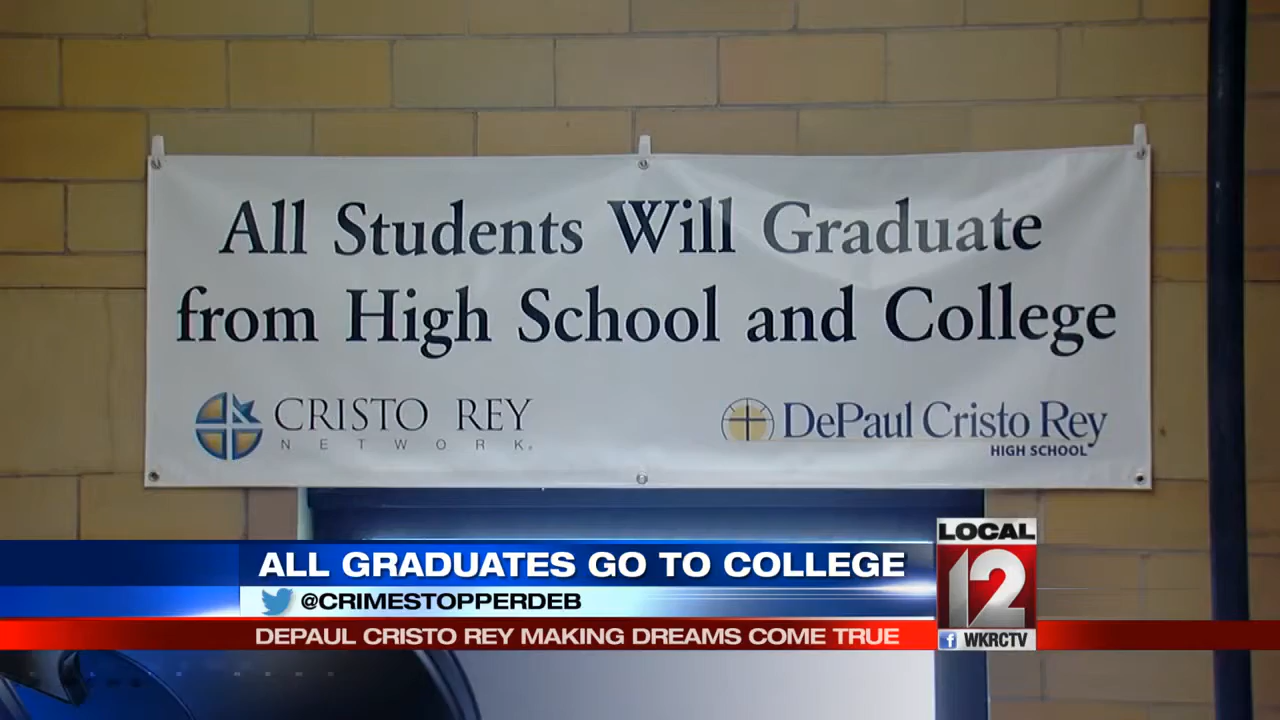 All Students Will Graduate
from High School and College
CRISTO REY
NETWORK
DePaul Cristo Rey
HIGH SCHOOL
ALL GRADUATES GO TO COLLEGE
@CRIMESTOPPERDEB
DEPAUL CRISTO REY MAKING DREAMS COME TRUE
LOCAL
12
f WKRCTV